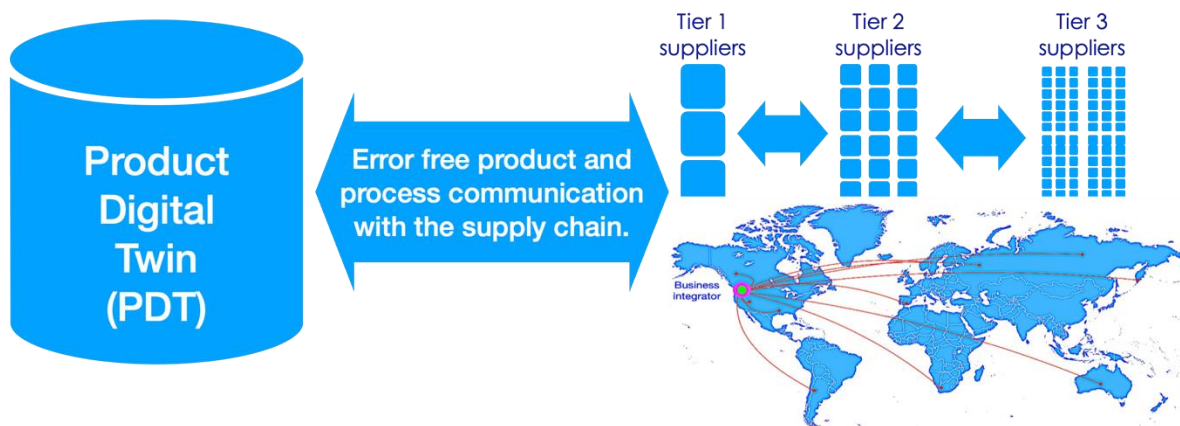 Product
Digital
Twin
(PDT)
Error free product and
process communication
with the supply chain.
Tier 1
suppliers
Tier 2
suppliers
Tier 3
suppliers
Business
integrator